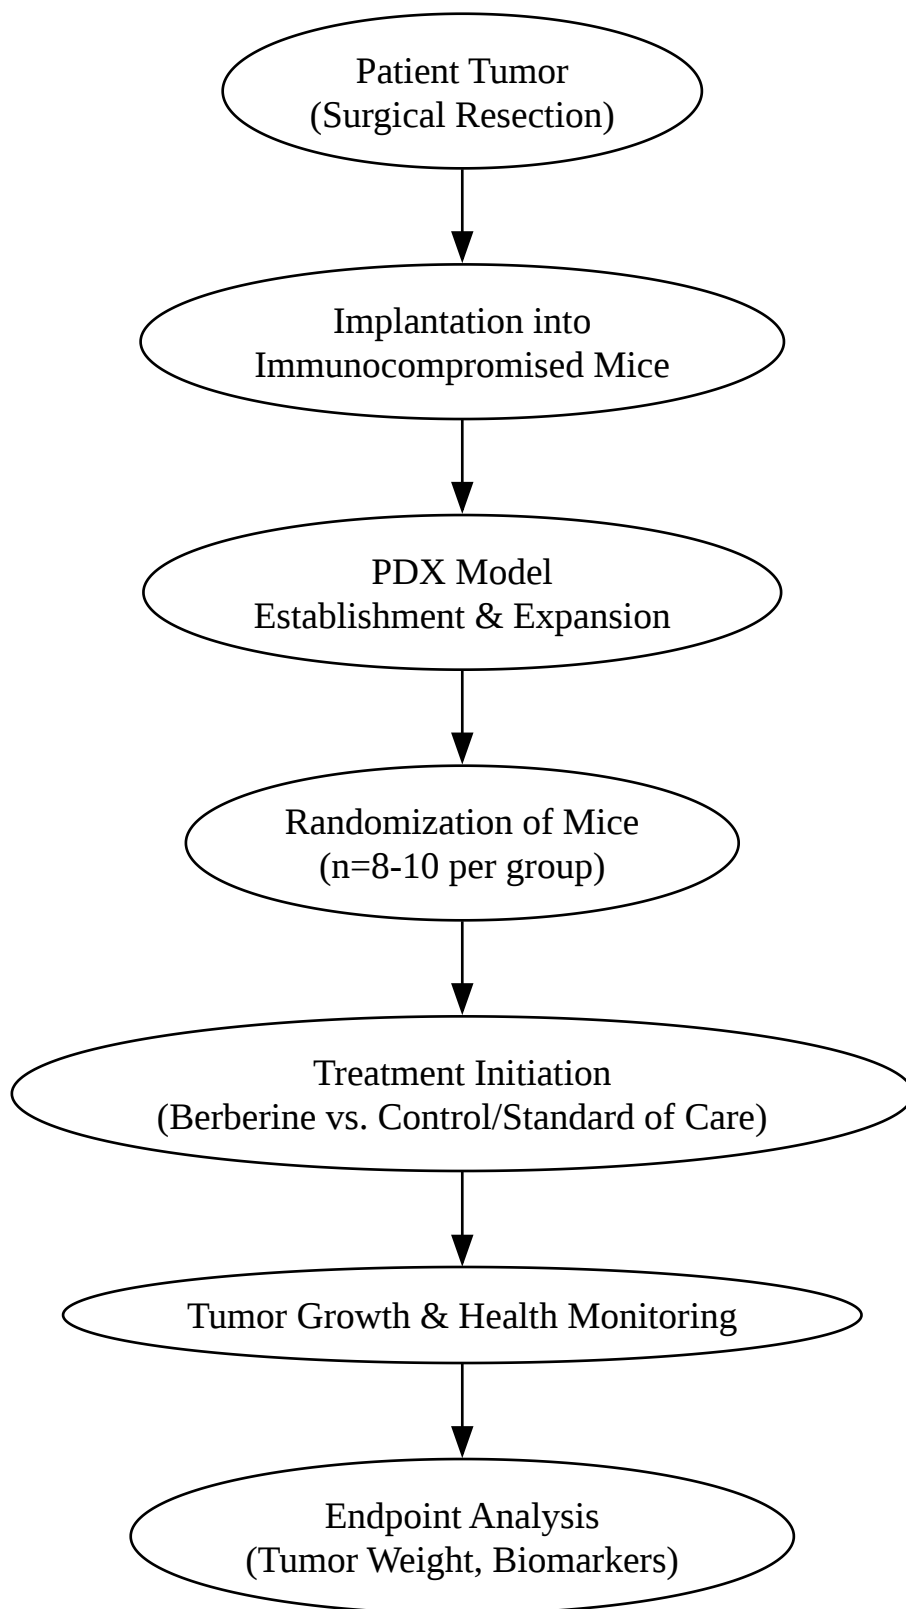 Patient Tumor
(Surgical Resection)
Implantation into
Immunocompromised Mice
PDX Model
Establishment & Expansion
Randomization of Mice
(n=8-10 per group)
Treatment Initiation
(Berberine vs. Control/Standard of Care)
Tumor Growth & Health Monitoring
Endpoint Analysis
(Tumor Weight, Biomarkers)